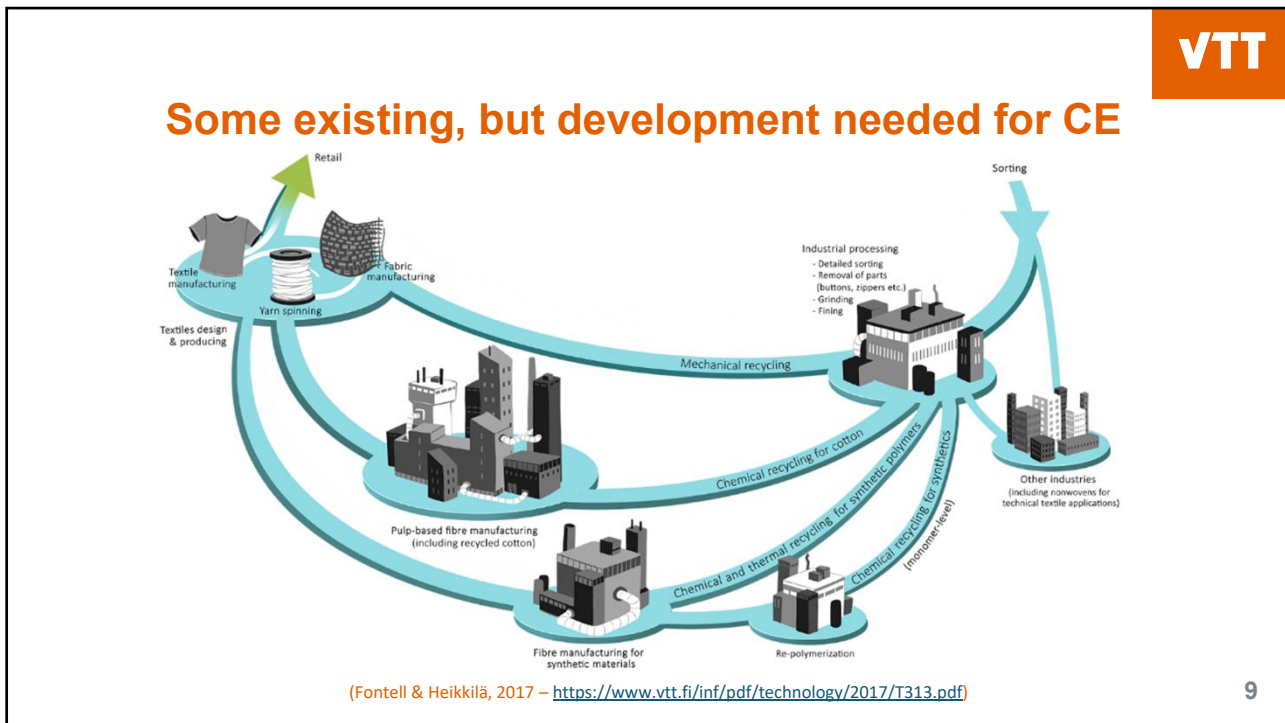 VTT
Some existing, but development needed for CE
Retail
Sorting
Industrial processing
- Detailed sorting
- Removal of parts
(buttons, zippers etc.)
- Grinding
- Fining
Textile
manufacturing
Fabric
manufacturing
Yarn spinning
Textiles design
& producing
Mechanical recycling
Chemical recycling for cotton
Chemical and thermal recycling for synthetic polymers
Chemical recycling for synthetics
(monomer-level)
Other industries
(including nonwovens for
technical textile applications)
Pulp-based fibre manufacturing
(including recycled cotton)
Fibre manufacturing for
synthetic materials
Re-polymerization
(Fontell & Heikkilä, 2017 – https://www.vtt.fi/inf/pdf/technology/2017/T313.pdf)
9